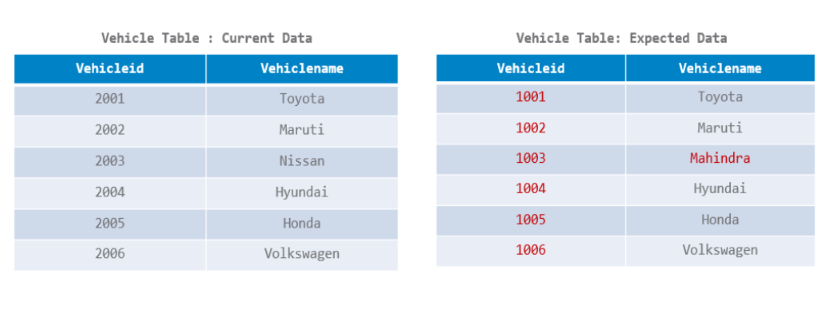 Vehicle Table : Current Data
Vehicleid Vehiclename
2001 Toyota
2002 Maruti
2003 Nissan
2004 Hyundai
2005 Honda
2006 Volkswagen
Vehicle Table: Expected Data
Vehicleid Vehiclename
1001 Toyota
1002 Maruti
1003 Mahindra
1004 Hyundai
1005 Honda
1006 Volkswagen